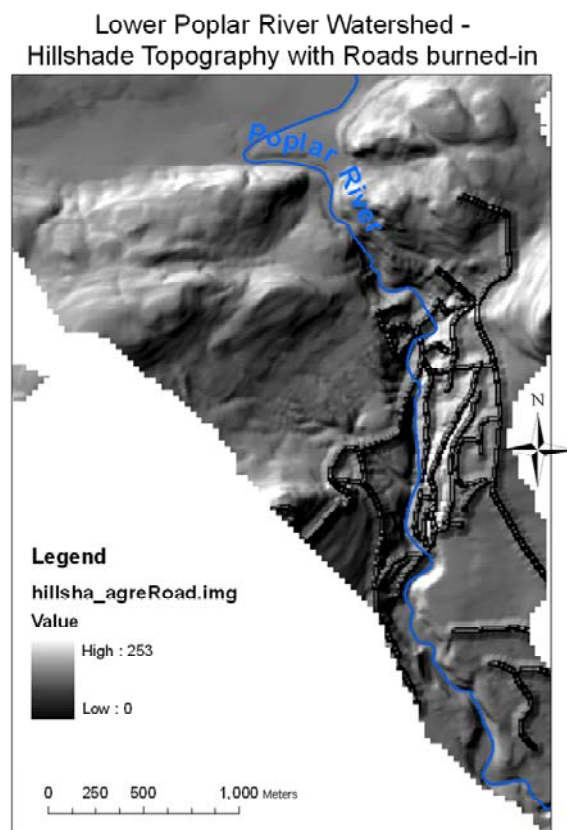 Lower Poplar River Watershed -
Hillshade Topography with Roads burned-in
Poplar River
N
Legend
hillsha_agreRoad.img
Value
High : 253
Low : 0
0 250 500 1,000 Meters